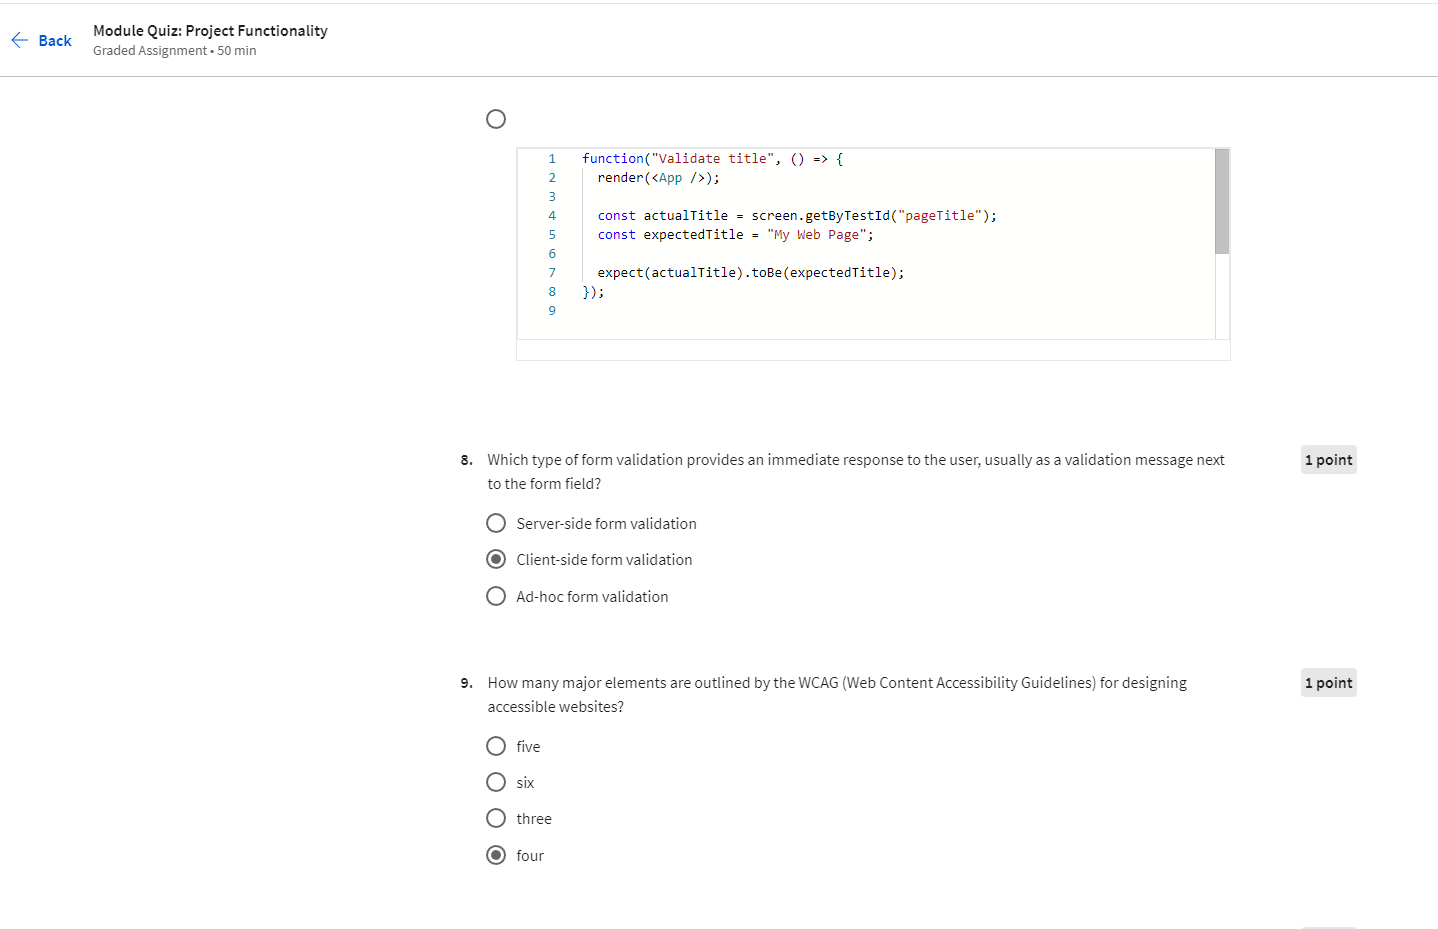 Back
Module Quiz: Project Functionality
Graded Assignment • 50 min
1 function("Validate title", () => {
2 render(<App />);
3
4 const actualTitle = screen.getByTestId("pageTitle");
5 const expectedTitle = "My Web Page";
6
7 expect(actualTitle).toBe(expectedTitle);
8 });
9
8. Which type of form validation provides an immediate response to the user, usually as a validation message next
to the form field?
1 point
Server-side form validation
Client-side form validation
Ad-hoc form validation
9. How many major elements are outlined by the WCAG (Web Content Accessibility Guidelines) for designing
accessible websites?
1 point
five
six
three
four